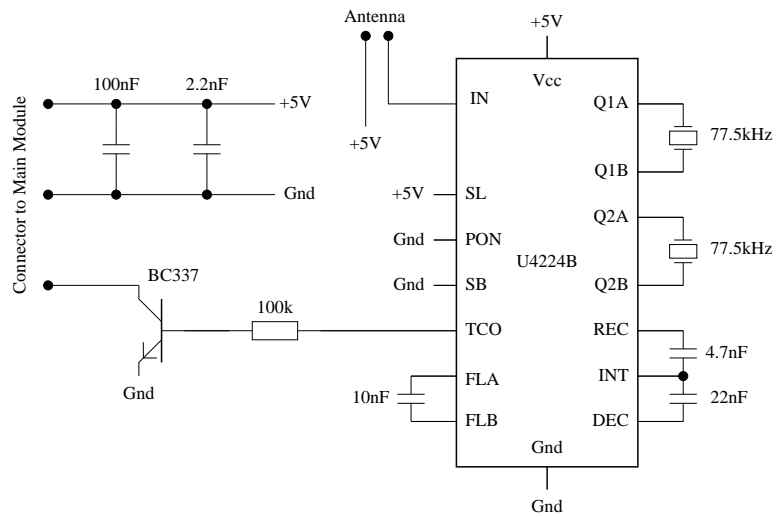 Antenna
+5V
100nF
2.2nF
Vcc
+5V
IN
Q1A
77.5kHz
+5V
Q1B
Connector to Main Module
Gnd
+5V
SL
Q2A
Gnd
PON
77.5kHz
U4224B
BC337
Gnd
SB
Q2B
100k
TCO
REC
4.7nF
Gnd
FLA
INT
10nF
22nF
FLB
DEC
Gnd
Gnd